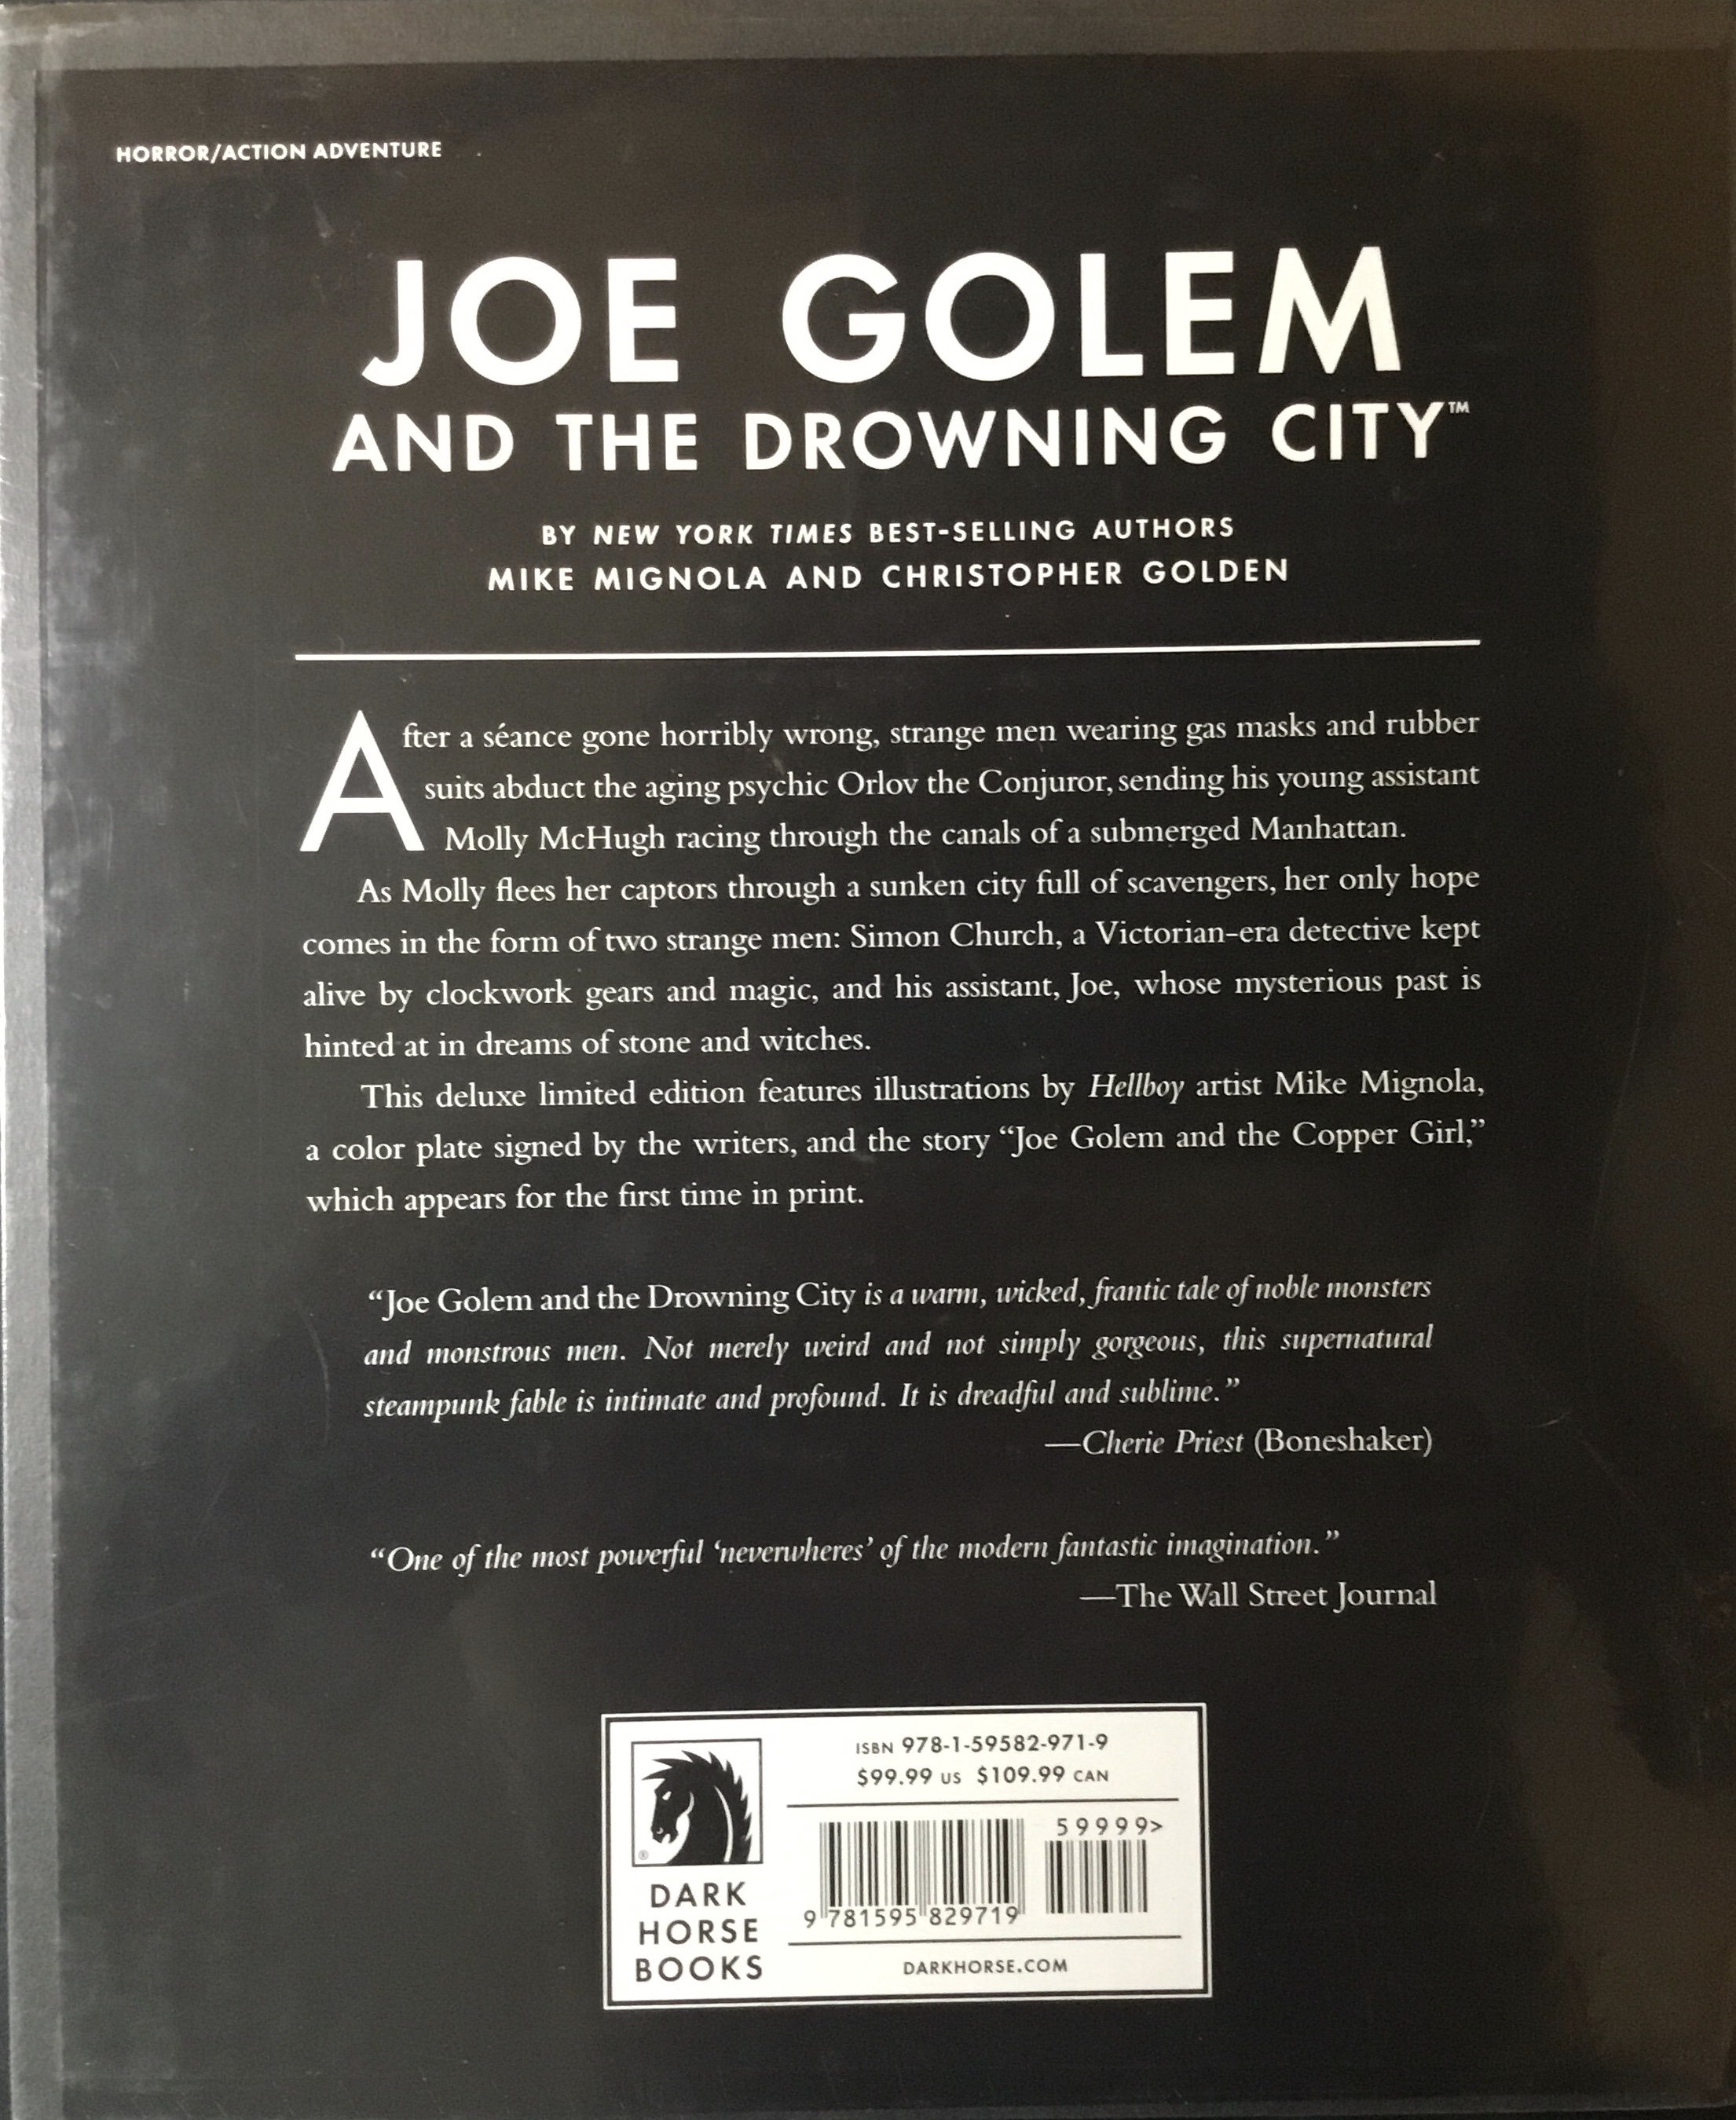 HORROR/ACTION ADVENTURE
JOE GOLEM
AND THE DROWNING CITY™
BY NEW YORK TIMES BEST-SELLING AUTHORS
MIKE MIGNOLA AND CHRISTOPHER GOLDEN
After a séance gone horribly wrong, strange men wearing gas masks and rubber
suits abduct the aging psychic Orlov the Conjuror, sending his young assistant
Molly McHugh racing through the canals of a submerged Manhattan.
As Molly flees her captors through a sunken city full of scavengers, her only hope
comes in the form of two strange men: Simon Church, a Victorian-era detective kept
alive by clockwork gears and magic, and his assistant, Joe, whose mysterious past is
hinted at in dreams of stone and witches.
This deluxe limited edition features illustrations by Hellboy artist Mike Mignola,
a color plate signed by the writers, and the story “Joe Golem and the Copper Girl,”
which appears for the first time in print.
“Joe Golem and the Drowning City is a warm, wicked, frantic tale of noble monsters
and monstrous men. Not merely weird and not simply gorgeous, this supernatural
steampunk fable is intimate and profound. It is dreadful and sublime.”
—Cherie Priest (Boneshaker)
“One of the most powerful ‘neverwheres’ of the modern fantastic imagination.”
—The Wall Street Journal
ISBN 978-1-59582-971-9
$99.99 US $109.99 CAN
59999>
9 781595 829719
DARKHORSE.COM
®
DARK
HORSE
BOOKS